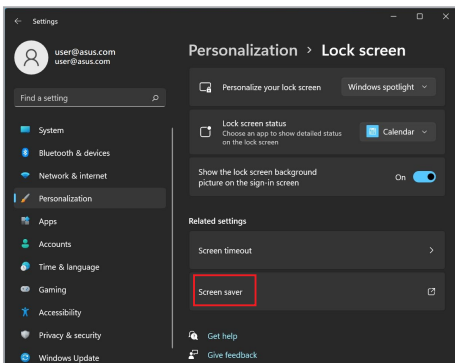 Settings
user@asus.com
user@asus.com
Find a setting
System
Bluetooth & devices
Network & internet
Personalization
Apps
Accounts
Time & language
Gaming
Accessibility
Privacy & security
Windows Update
Personalization > Lock screen
Personalize your lock screen
Windows spotlight
Lock screen status
Choose an app to show detailed status
on the lock screen
Calendar
Show the lock screen background
picture on the sign-in screen
On
Related settings
Screen timeout
Screen saver
Get help
Give feedback